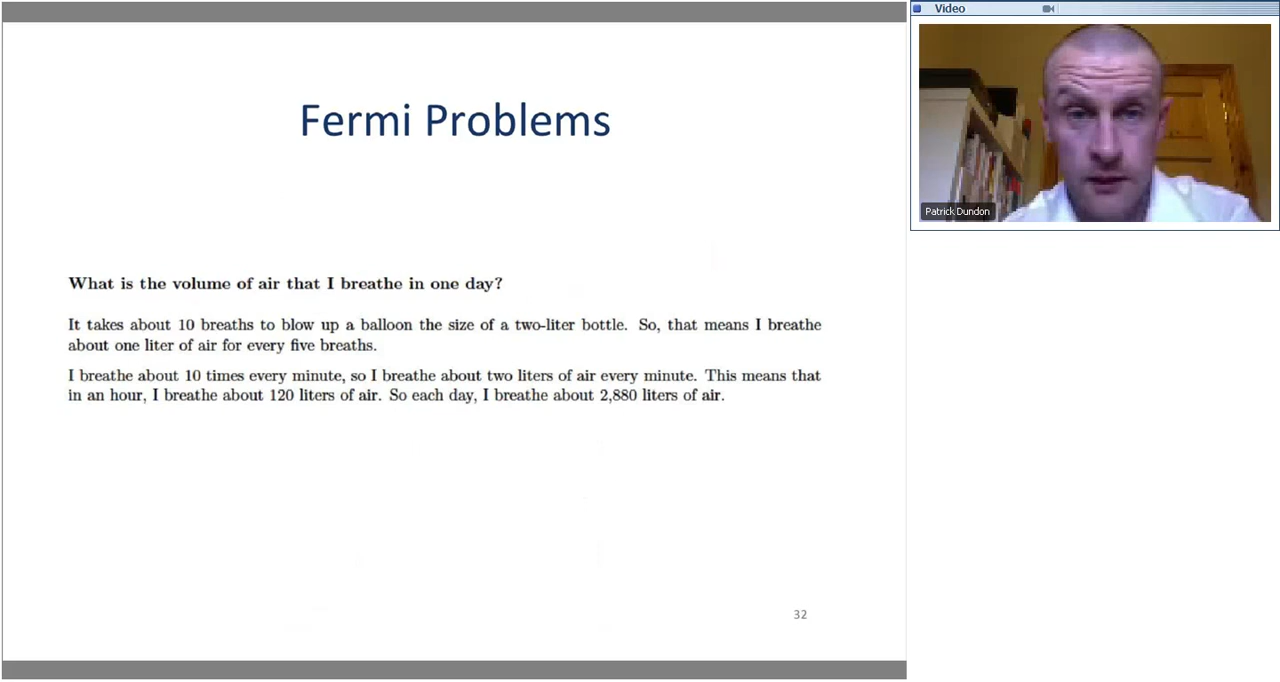 Video
Fermi Problems
Patrick Dundon
What is the volume of air that I breathe in one day?
It takes about 10 breaths to blow up a balloon the size of a two-liter bottle. So, that means I breathe
about one liter of air for every five breaths.
I breathe about 10 times every minute, so I breathe about two liters of air every minute. This means that
in an hour, I breathe about 120 liters of air. So each day, I breathe about 2,880 liters of air.
32